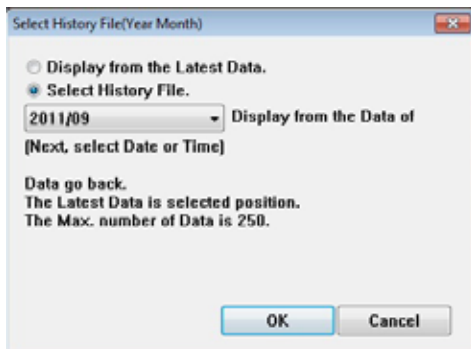 Select History File(Year Month)
Display from the Latest Data.
Select History File.
2011/09 Display from the Data of
(Next, select Date or Time)
Data go back.
The Latest Data is selected position.
The Max. number of Data is 250.
OK Cancel